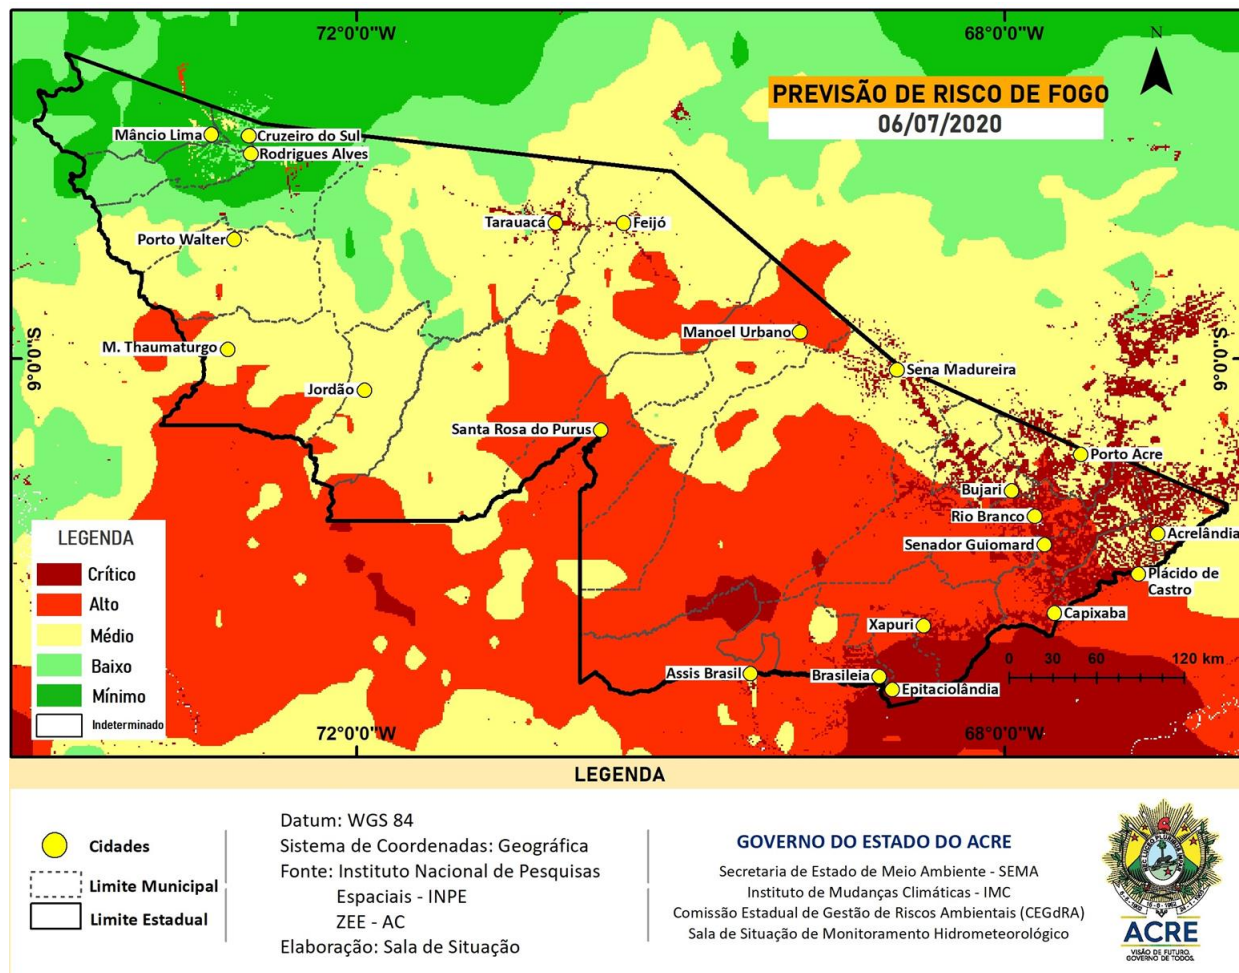 72°0'0"W
68°0'0"W
N
PREVISÃO DE RISCO DE FOGO
06/07/2020
Mâncio Lima
Cruzeiro do Sul
Rodrigues Alves
Tarauacá
Feijó
Porto Walter
Manoel Urbano
9°0'0"S
9°0'0"S
M. Thaumaturgo
Sena Madureira
Jordão
Santa Rosa do Purus
Porto Acre
Bujari
Rio Branco
Acrelândia
Senador Guiomard
Plácido de
Castro
Capixaba
Xapuri
Assis Brasil
Brasileia
Epitaciolândia
0 30 60 120 km
LEGENDA
Crítico
Alto
Médio
Baixo
Mínimo
Indeterminado
72°0'0"W
68°0'0"W
LEGENDA
Cidades
Limite Municipal
Limite Estadual
Datum: WGS 84
Sistema de Coordenadas: Geográfica
Fonte: Instituto Nacional de Pesquisas
Espaciais - INPE
ZEE - AC
Elaboração: Sala de Situação
GOVERNO DO ESTADO DO ACRE
Secretaria de Estado de Meio Ambiente - SEMA
Instituto de Mudanças Climáticas - IMC
Comissão Estadual de Gestão de Riscos Ambientais (CEGdRA)
Sala de Situação de Monitoramento Hidrometeorológico
ACRE
VISÃO DE FUTURO.
GOVERNO DE TODOS.